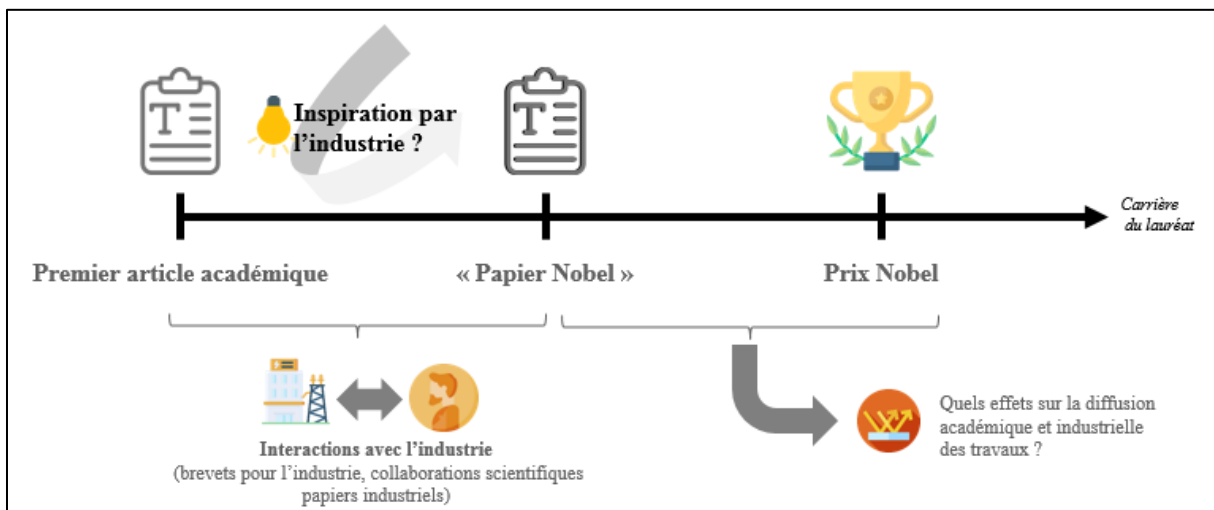 Inspiration par
l'industrie ?
T
T
Carrière
du lauréat
Premier article académique
« Papier Nobel »
Prix Nobel
Interactions avec l'industrie
(brevets pour l'industrie, collaborations scientifiques
papiers industriels)
Quels effets sur la diffusion
académique et industrielle
des travaux ?